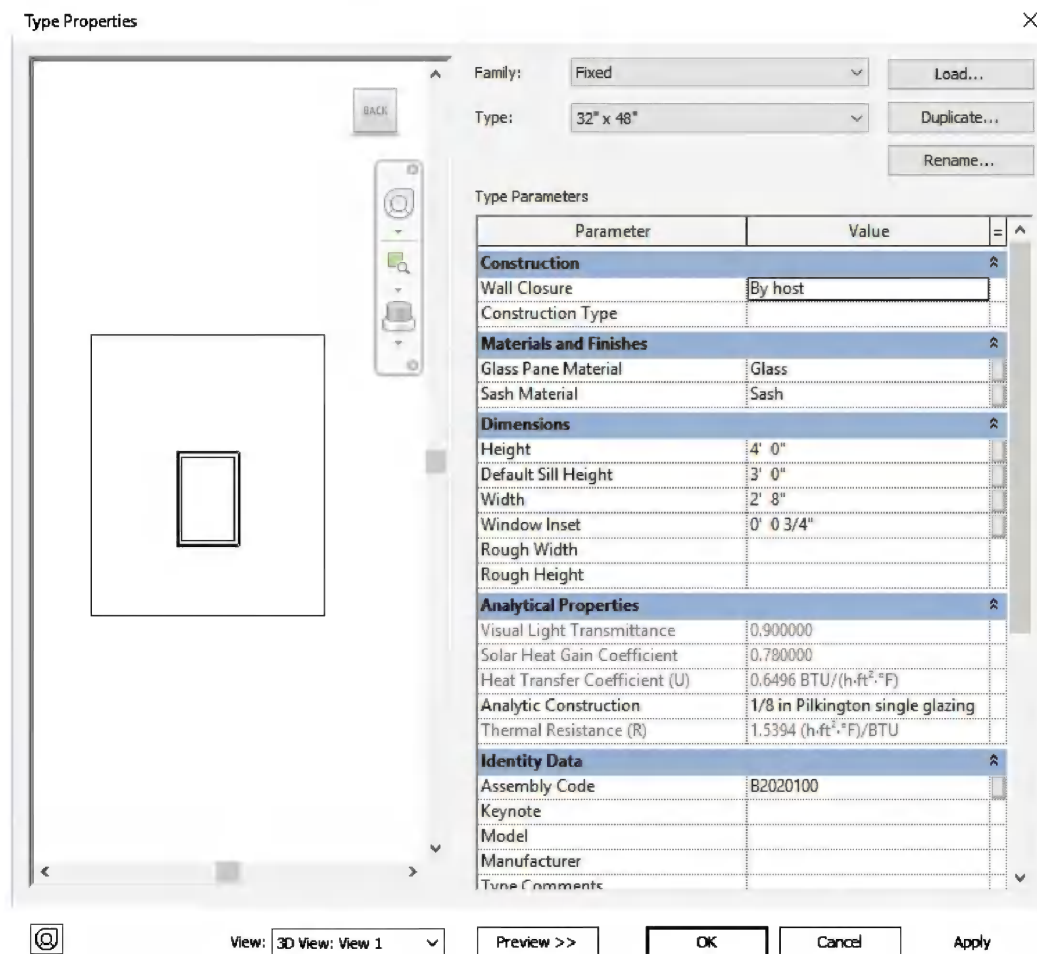 Type Properties
BACK
Family: Fixed Load...
Type: 32" x 48" Duplicate...
Rename...
Type Parameters
Parameter Value =
Construction
Wall Closure By host
Construction Type
Materials and Finishes
Glass Pane Material Glass
Sash Material Sash
Dimensions
Height 4' 0"
Default Sill Height 3' 0"
Width 2' 8"
Window Inset 0' 0 3/4"
Rough Width
Rough Height
Analytical Properties
Visual Light Transmittance 0.900000
Solar Heat Gain Coefficient 0.780000
Heat Transfer Coefficient (U) 0.6496 BTU/(h·ft²·°F)
Analytic Construction 1/8 in Pilkington single glazing
Thermal Resistance (R) 1.5394 (h·ft²·°F)/BTU
Identity Data
Assembly Code B2020100
Keynote
Model
Manufacturer
Type Comments
View: 3D View: View 1 Preview >> OK Cancel Apply